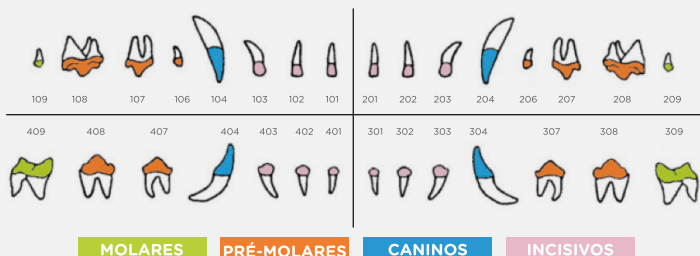 109 108 107 106 104 103 102 101 201 202 203 204 206 207 208 209
409 408 407 404 403 402 401 301 302 303 304 307 308 309
MOLARES PRÉ-MOLARES CANINOS INCISIVOS